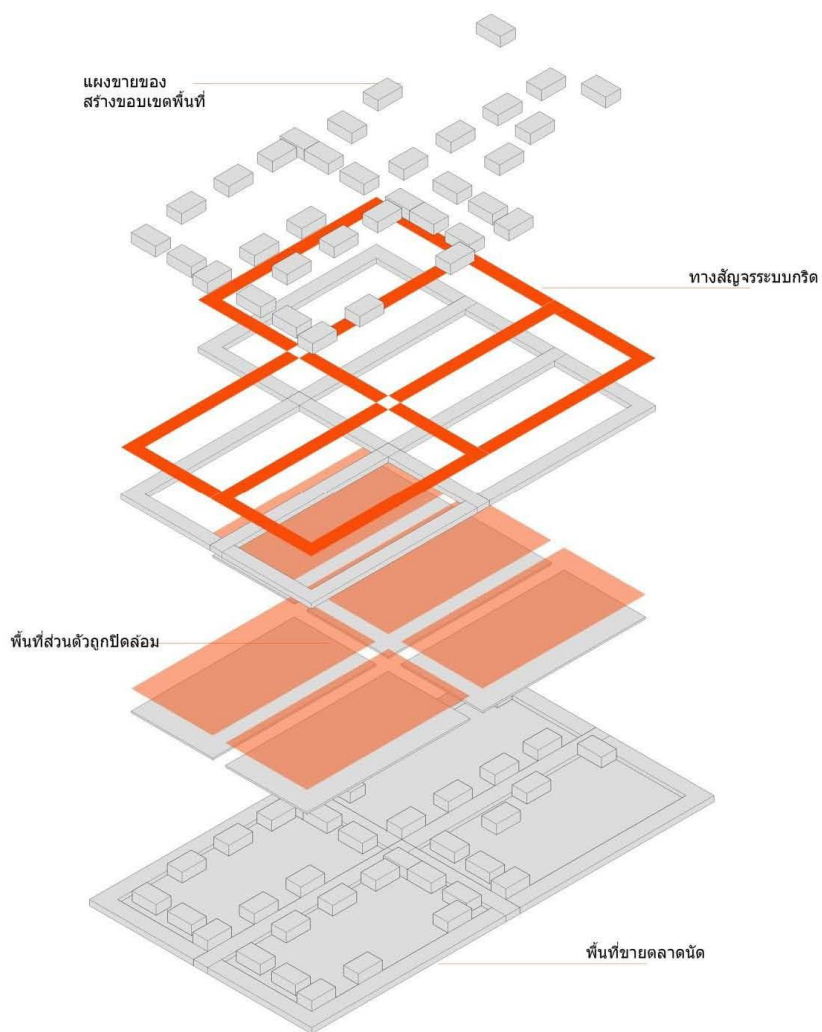 แผงขายของ
สร้างขอบเขตพื้นที่
ทางสัญจรระบบกริด
พื้นที่ส่วนตัวถูกปิดล้อม
พื้นที่ขายตลาดนัด